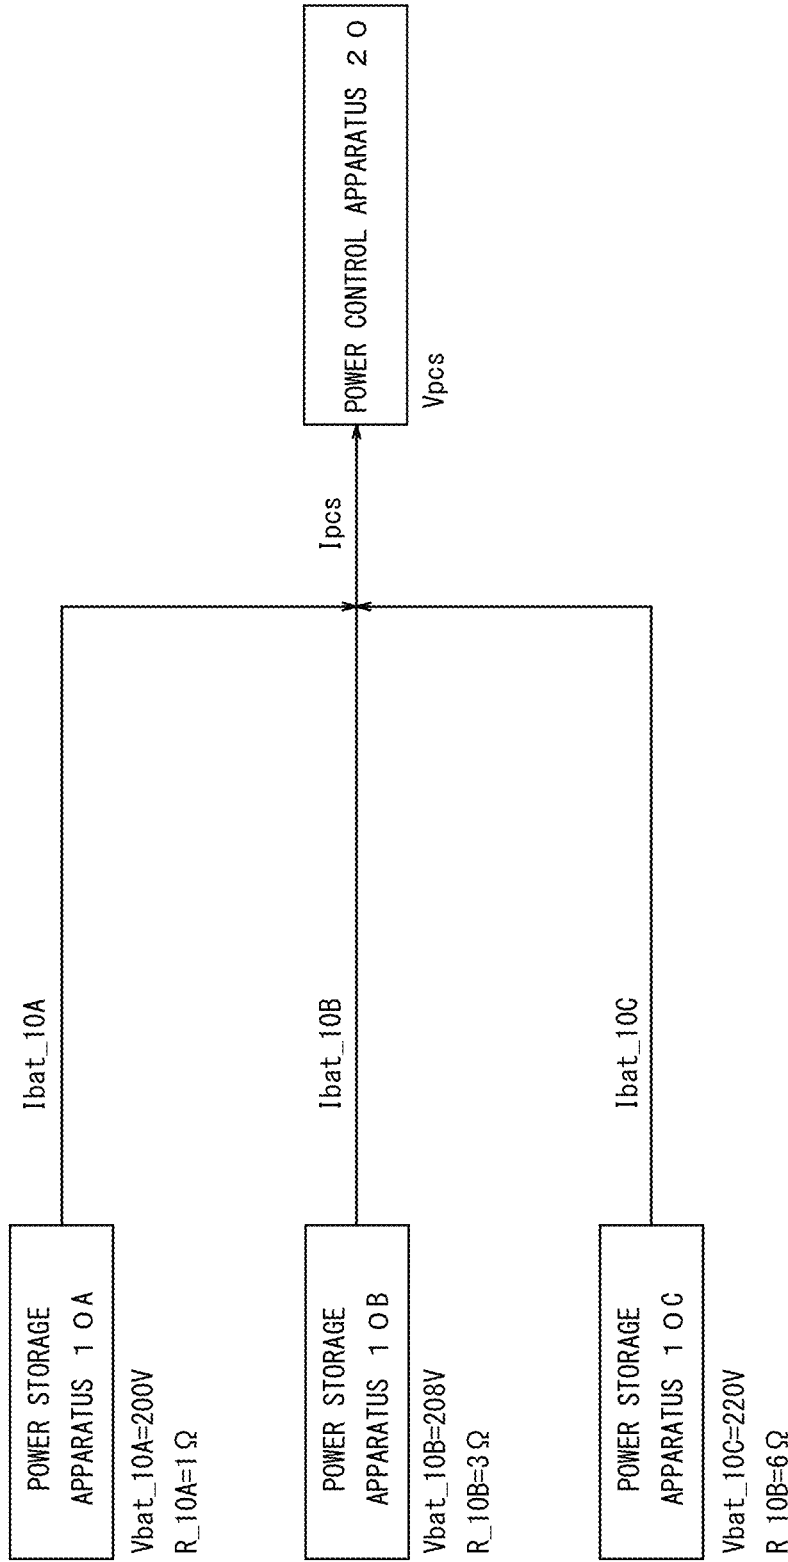 POWER STORAGE
APPARATUS 10A
Vbat_10A=200V
R_10A=1Ω
Ibat_10A
POWER STORAGE
APPARATUS 10B
Vbat_10B=208V
R_10B=3Ω
Ibat_10B
POWER STORAGE
APPARATUS 10C
Vbat_10C=220V
R_10B=6Ω
Ibat_10C
Ipcs
POWER CONTROL APPARATUS 20
Vpcs